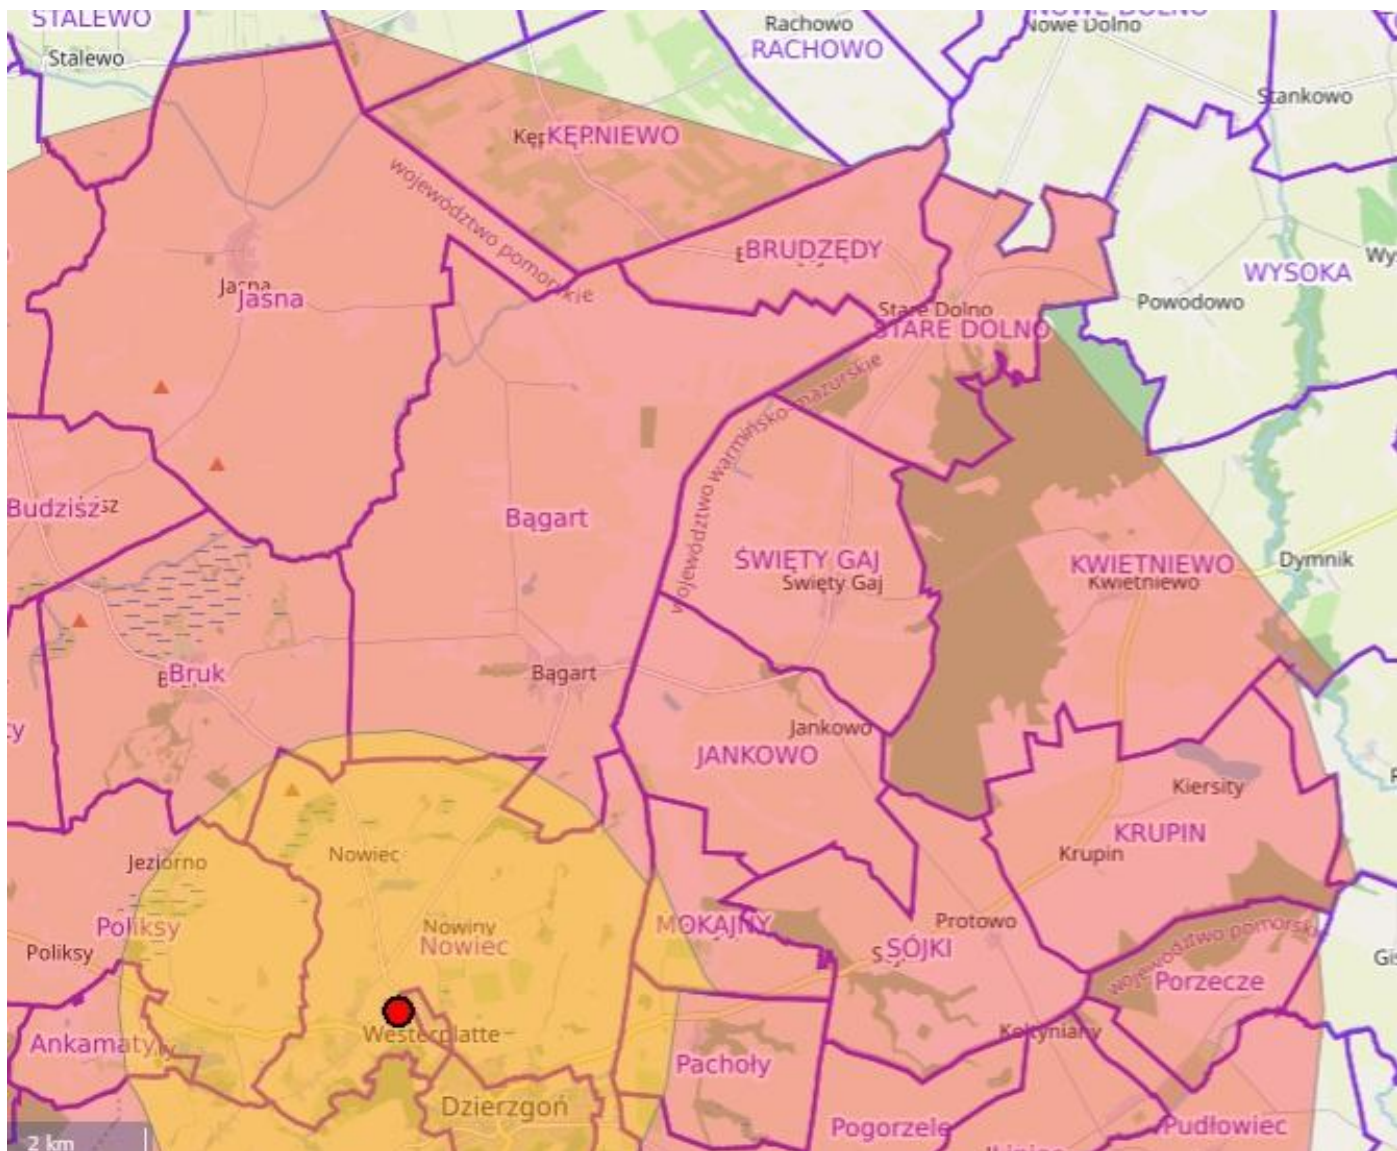 STALEWO
Stalewo
Rachowo
RACHOWO
NOWE DOLNO
Nowe Dolno
Stankowo
KĘPNIEWO
województwo pomorskie
BRUDZĘDY
WYSOKA
Powodowo
Jasna
Jasna
Stare Dolno
STARE DOLNO
województwo warmińsko-mazurskie
Budzisz
Bągart
ŚWIĘTY GAJ
Święty Gaj
KWIETNIEWO
Kwietniewo
Dymnik
Bruk
Bągart
Jankowo
JANKOWO
Kiersity
KRUPIN
Krupin
Nowiec
Jeziorno
Poliksy
Poliksy
Nowiny
Nowiec
MOKAJNY
Protowo
SÓJKI
województwo pomorskie
Porzecze
Ankamaty
Westerplatte
Kołtyniany
Pachoły
Dzierzgoń
Pogorzele
Pudłowiec
2 km